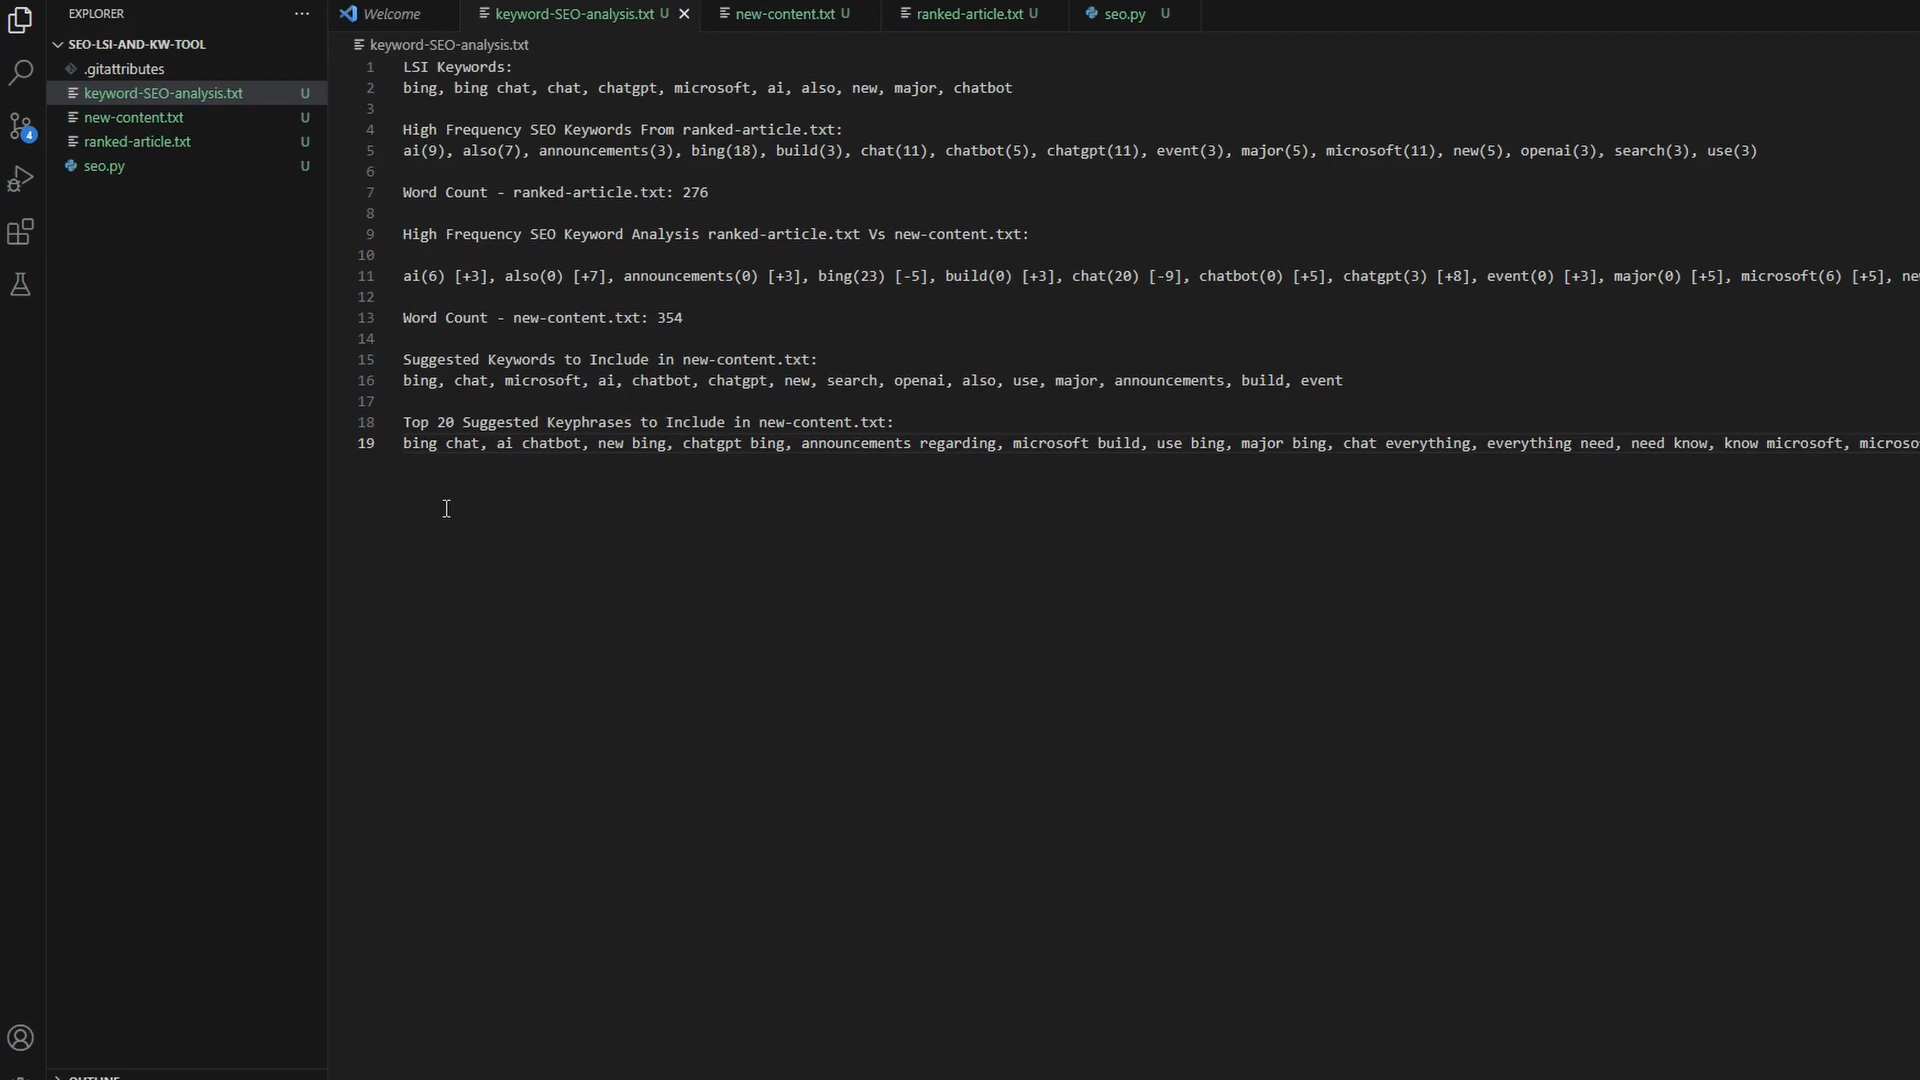 EXPLORER
SEO-LSI-AND-KW-TOOL
.gitattributes
keyword-SEO-analysis.txt U
new-content.txt U
ranked-article.txt U
seo.py U
4
Welcome
keyword-SEO-analysis.txt U
new-content.txt U
ranked-article.txt U
seo.py U
keyword-SEO-analysis.txt
1 LSI Keywords:
2 bing, bing chat, chat, chatgpt, microsoft, ai, also, new, major, chatbot
3
4 High Frequency SEO Keywords From ranked-article.txt:
5 ai(9), also(7), announcements(3), bing(18), build(3), chat(11), chatbot(5), chatgpt(11), event(3), major(5), microsoft(11), new(5), openai(3), search(3), use(3)
6
7 Word Count - ranked-article.txt: 276
8
9 High Frequency SEO Keyword Analysis ranked-article.txt Vs new-content.txt:
10
11 ai(6) [+3], also(0) [+7], announcements(0) [+3], bing(23) [-5], build(0) [+3], chat(20) [-9], chatbot(0) [+5], chatgpt(3) [+8], event(0) [+3], major(0) [+5], microsoft(6) [+5], ne
12
13 Word Count - new-content.txt: 354
14
15 Suggested Keywords to Include in new-content.txt:
16 bing, chat, microsoft, ai, chatbot, chatgpt, new, search, openai, also, use, major, announcements, build, event
17
18 Top 20 Suggested Keyphrases to Include in new-content.txt:
19 bing chat, ai chatbot, new bing, chatgpt bing, announcements regarding, microsoft build, use bing, major bing, chat everything, everything need, need know, know microsoft, microso
OUTLINE